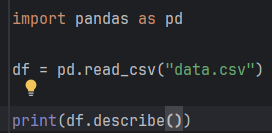 import pandas as pd
df = pd.read_csv("data.csv")
print(df.describe())